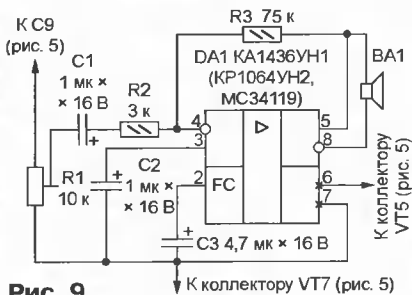 К С9
(рис. 5)
C1
1 мк ×
× 16 В
+
R2
3 к
R3 75 к
DA1 КА1436УН1
(КР1064УН2,
MC34119)
BA1
4
3
2
FC
5
8
6
7
R1
10 к
+
C2
1 мк ×
× 16 В
+
C3 4,7 мк × 16 В
К коллектору
VT5 (рис. 5)
К коллектору VT7 (рис. 5)
Рис. 9